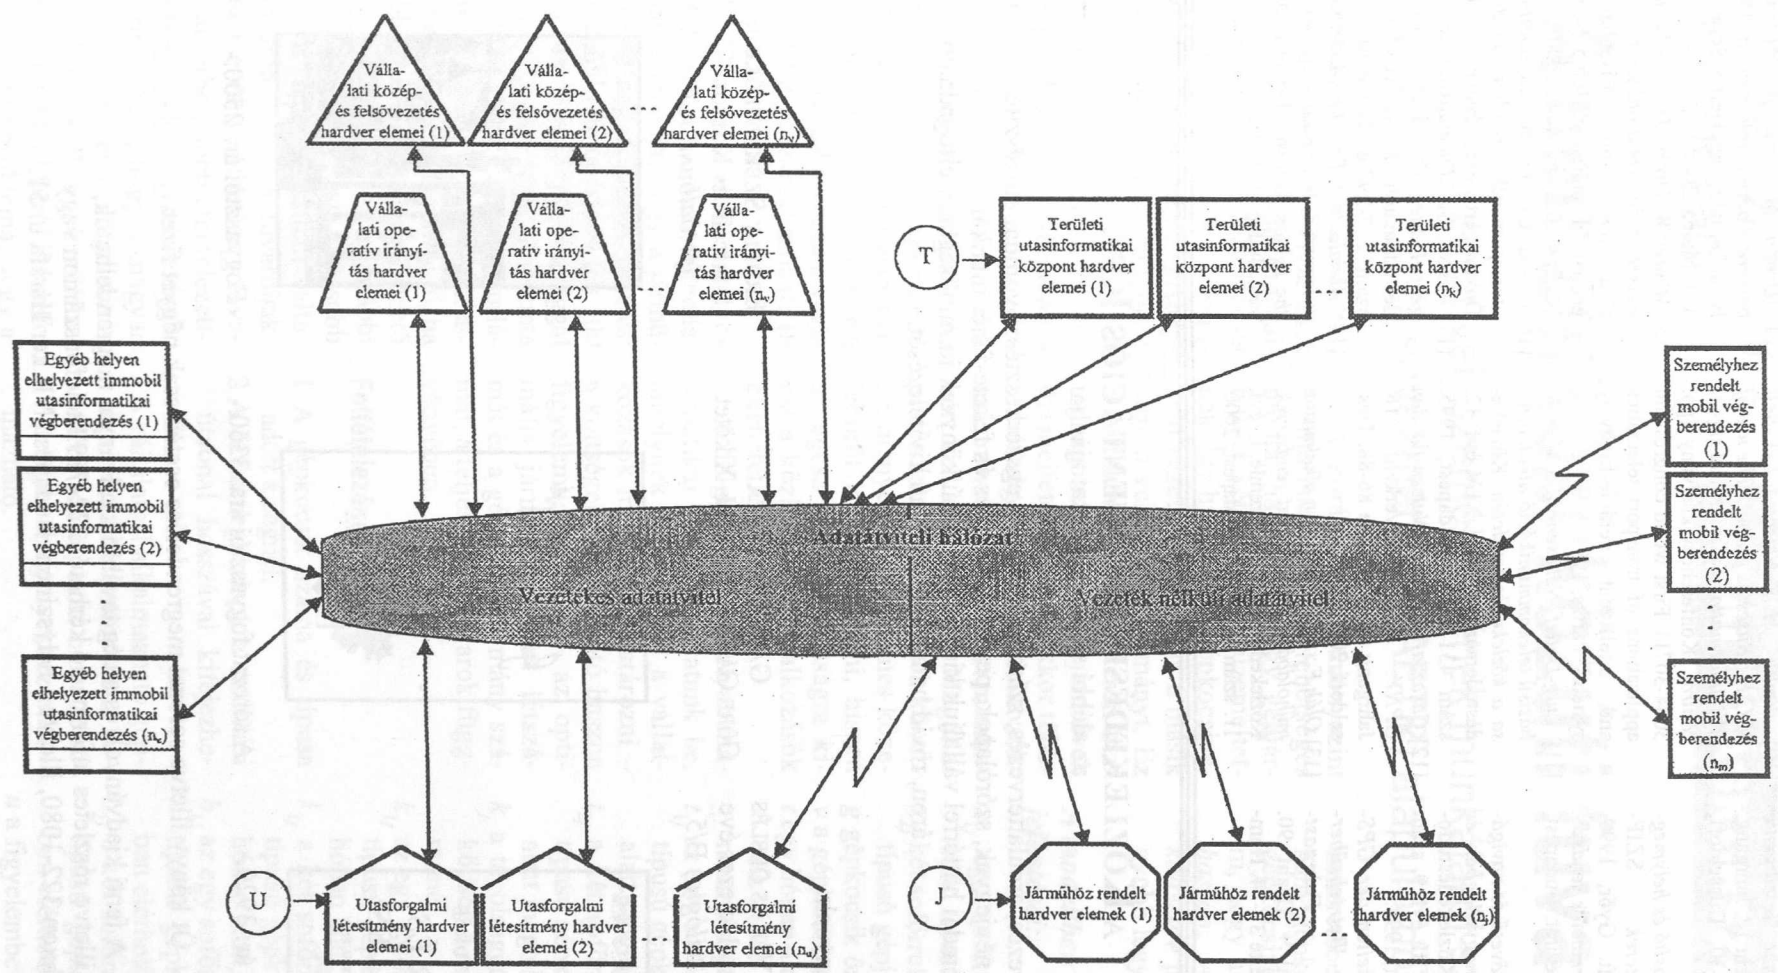 Válla-
lati közép-
és felsővezetés
hardver elemei (1)
Válla-
lati közép-
és felsővezetés
hardver elemei (2)
Válla-
lati közép-
és felsővezetés
hardver elemei (nᵥ)
Válla-
lati ope-
ratív irányí-
tás hardver
elemei (1)
Válla-
lati ope-
ratív irányí-
tás hardver
elemei (2)
Válla-
lati ope-
ratív irányí-
tás hardver
elemei (nᵥ)
T
Területi
utasinformatikai
központ hardver
elemei (1)
Területi
utasinformatikai
központ hardver
elemei (2)
Területi
utasinformatikai
központ hardver
elemei (nₖ)
Egyéb helyen
elhelyezett immobil
utasinformatikai
végberendezés (1)
Egyéb helyen
elhelyezett immobil
utasinformatikai
végberendezés (2)
Egyéb helyen
elhelyezett immobil
utasinformatikai
végberendezés (nₑ)
Adatátviteli hálózat
Vezetékes adatátvitel
Vezeték nélküli adatátvitel
Személyhez
rendelt
mobil vég-
berendezés
(1)
Személyhez
rendelt
mobil vég-
berendezés
(2)
Személyhez
rendelt
mobil vég-
berendezés
(nₘ)
U
Utasforgalmi
létesítmény hardver
elemei (1)
Utasforgalmi
létesítmény hardver
elemei (2)
Utasforgalmi
létesítmény
hardver elemei (nᵤ)
J
Járműhöz rendelt
hardver elemek (1)
Járműhöz rendelt
hardver elemek (2)
Járműhöz rendelt
hardver elemek (nⱼ)